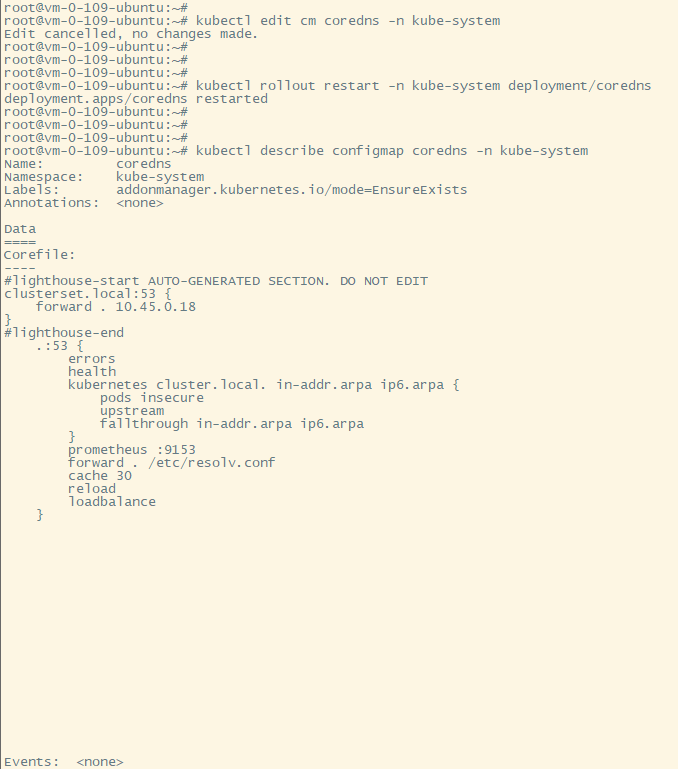 root@vm-0-109-ubuntu:~#
root@vm-0-109-ubuntu:~# kubectl edit cm coredns -n kube-system
Edit cancelled, no changes made.
root@vm-0-109-ubuntu:~#
root@vm-0-109-ubuntu:~#
root@vm-0-109-ubuntu:~#
root@vm-0-109-ubuntu:~# kubectl rollout restart -n kube-system deployment/coredns
deployment.apps/coredns restarted
root@vm-0-109-ubuntu:~#
root@vm-0-109-ubuntu:~#
root@vm-0-109-ubuntu:~#
root@vm-0-109-ubuntu:~# kubectl describe configmap coredns -n kube-system
Name:         coredns
Namespace:    kube-system
Labels:       addonmanager.kubernetes.io/mode=EnsureExists
Annotations:  <none>

Data
====
Corefile:
----
#lighthouse-start AUTO-GENERATED SECTION. DO NOT EDIT
clusterset.local:53 {
    forward . 10.45.0.18
}
#lighthouse-end
    .:53 {
        errors
        health
        kubernetes cluster.local. in-addr.arpa ip6.arpa {
            pods insecure
            upstream
            fallthrough in-addr.arpa ip6.arpa
        }
        prometheus :9153
        forward . /etc/resolv.conf
        cache 30
        reload
        loadbalance
    }

Events:  <none>